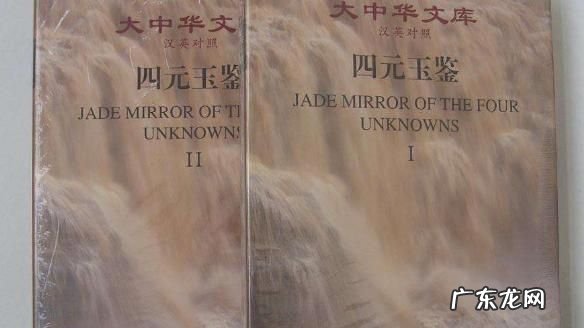 大中华文
汉英对照
四元玉鉴
JADE MIRROR OF T
UNKNOWNS
II
大中华文库
汉英对照
四元玉鉴
JADE MIRROR OF THE FOUR
UNKNOWNS
I
广东龙网